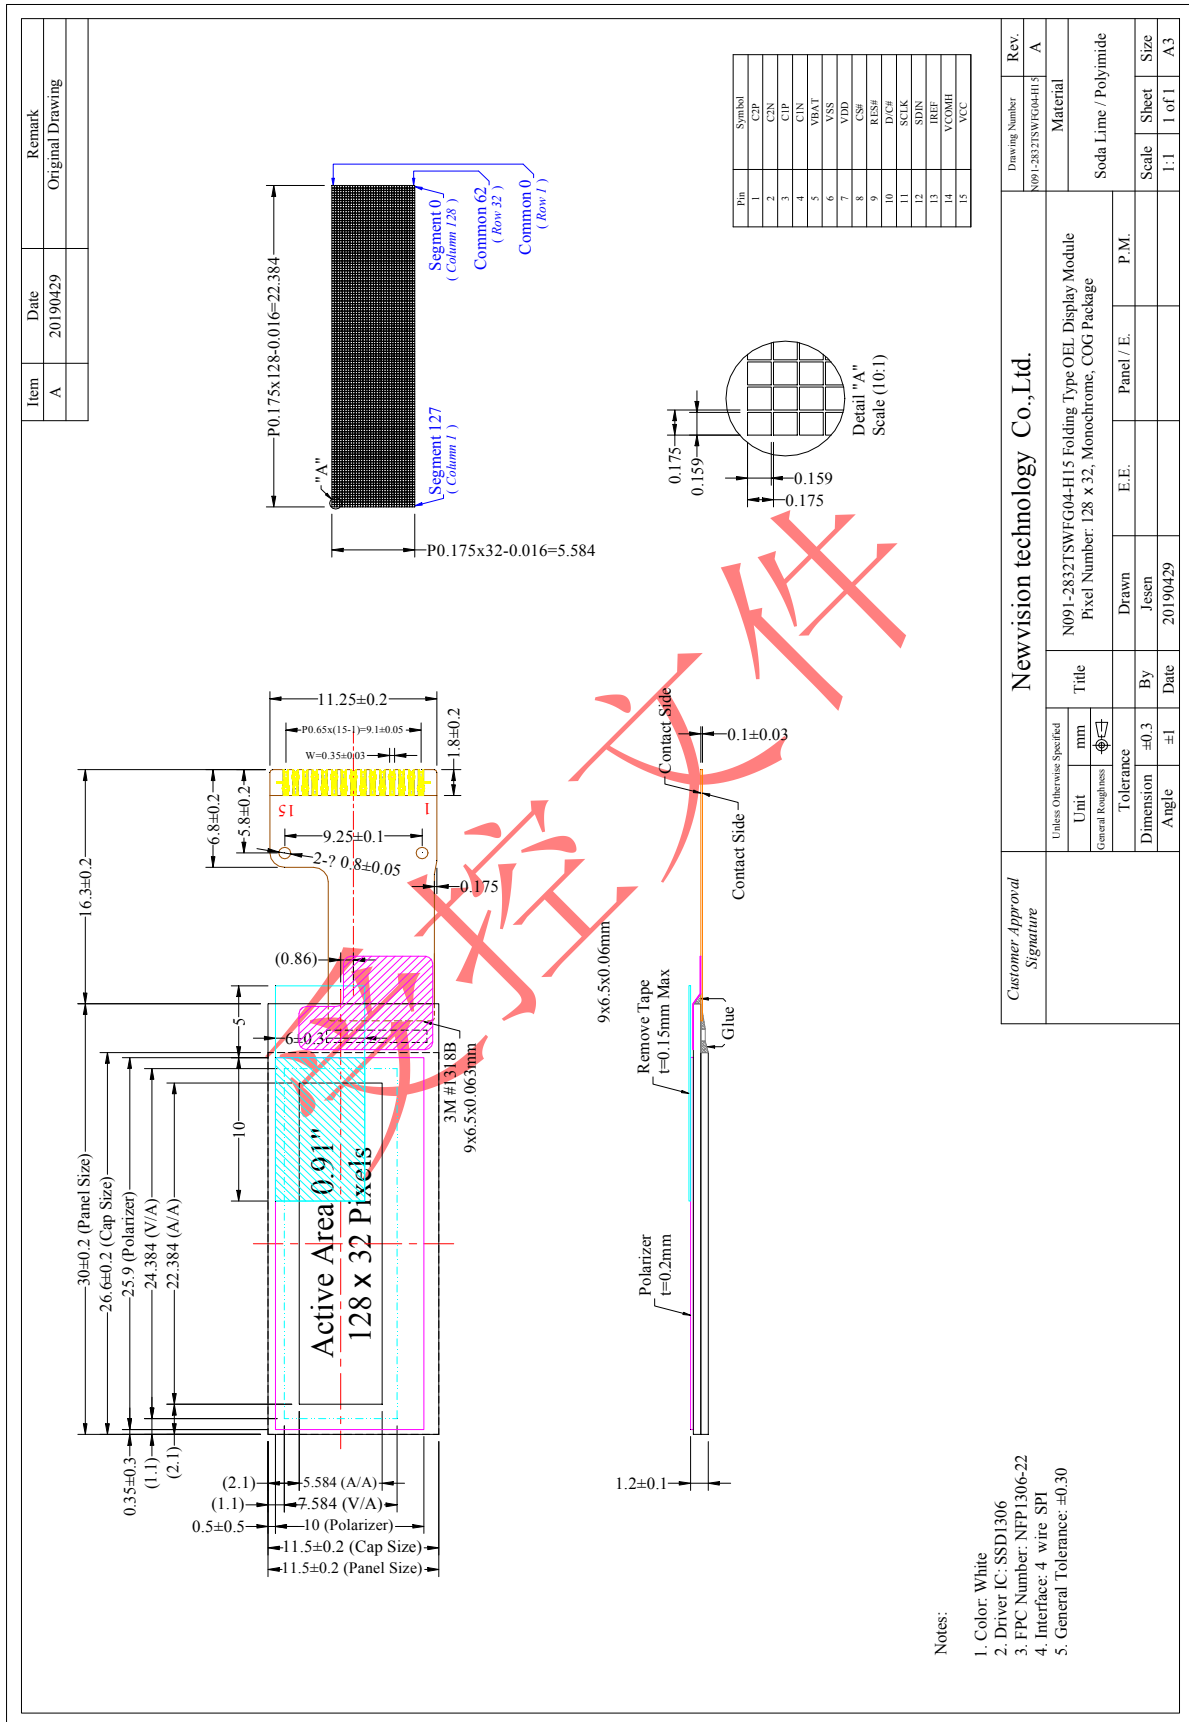 Item Date Remark
A 20190429 Original Drawing
30±0.2 (Panel Size)
26.6±0.2 (Cap Size)
25.9 (Polarizer)
24.384 (V/A)
22.384 (A/A)
0.35±0.3
(1.1)
(2.1)
16.3±0.2
6.8±0.2
5.8±0.2
5
10
6±0.3
(0.86)
(2.1)
5.584 (A/A)
(1.1)
7.584 (V/A)
0.5±0.5
10 (Polarizer)
11.5±0.2 (Cap Size)
11.5±0.2 (Panel Size)
Active Area 0.91"
128 x 32 Pixels
3M #1318B
9x6.5x0.063mm
11.25±0.2
P0.65x(15-1)=9.1±0.05
W=0.35±0.03
1.8±0.2
15
1
9.25±0.1
2-? 0.8±0.05
0.175
受控文件
P0.175x128-0.016=22.384
"A"
P0.175x32-0.016=5.584
Segment 127
( Column 1 )
Segment 0
( Column 128 )
Common 62
( Row 32 )
Common 0
( Row 1 )
Polarizer
t=0.2mm
Remove Tape
t=0.15mm Max
9x6.5x0.06mm
Glue
Contact Side
Contact Side
0.1±0.03
1.2±0.1
0.175
0.159
0.159
0.175
Detail "A"
Scale (10:1)
Pin Symbol
1 C2P
2 C2N
3 C1P
4 C1N
5 VBAT
6 VSS
7 VDD
8 CS#
9 RES#
10 D/C#
11 SCLK
12 SDIN
13 IREF
14 VCOMH
15 VCC
Notes:
1. Color: White
2. Driver IC: SSD1306
3. FPC Number: NFP1306-22
4. Interface: 4 wire SPI
5. General Tolerance: ±0.30
Customer Approval
Signature
Newvision technology Co.,Ltd.
Drawing Number Rev.
N091-2832TSWFG04-H15 A
Unless Otherwise Specified
Unit mm
General Roughness
Tolerance
Dimension ±0.3
Angle ±1
Title
N091-2832TSWFG04-H15 Folding Type OEL Display Module
Pixel Number: 128 x 32, Monochrome, COG Package
Material
Soda Lime / Polyimide
Drawn E.E. Panel / E. P.M.
By Jesen
Date 20190429
Scale Sheet Size
1:1 1 of 1 A3